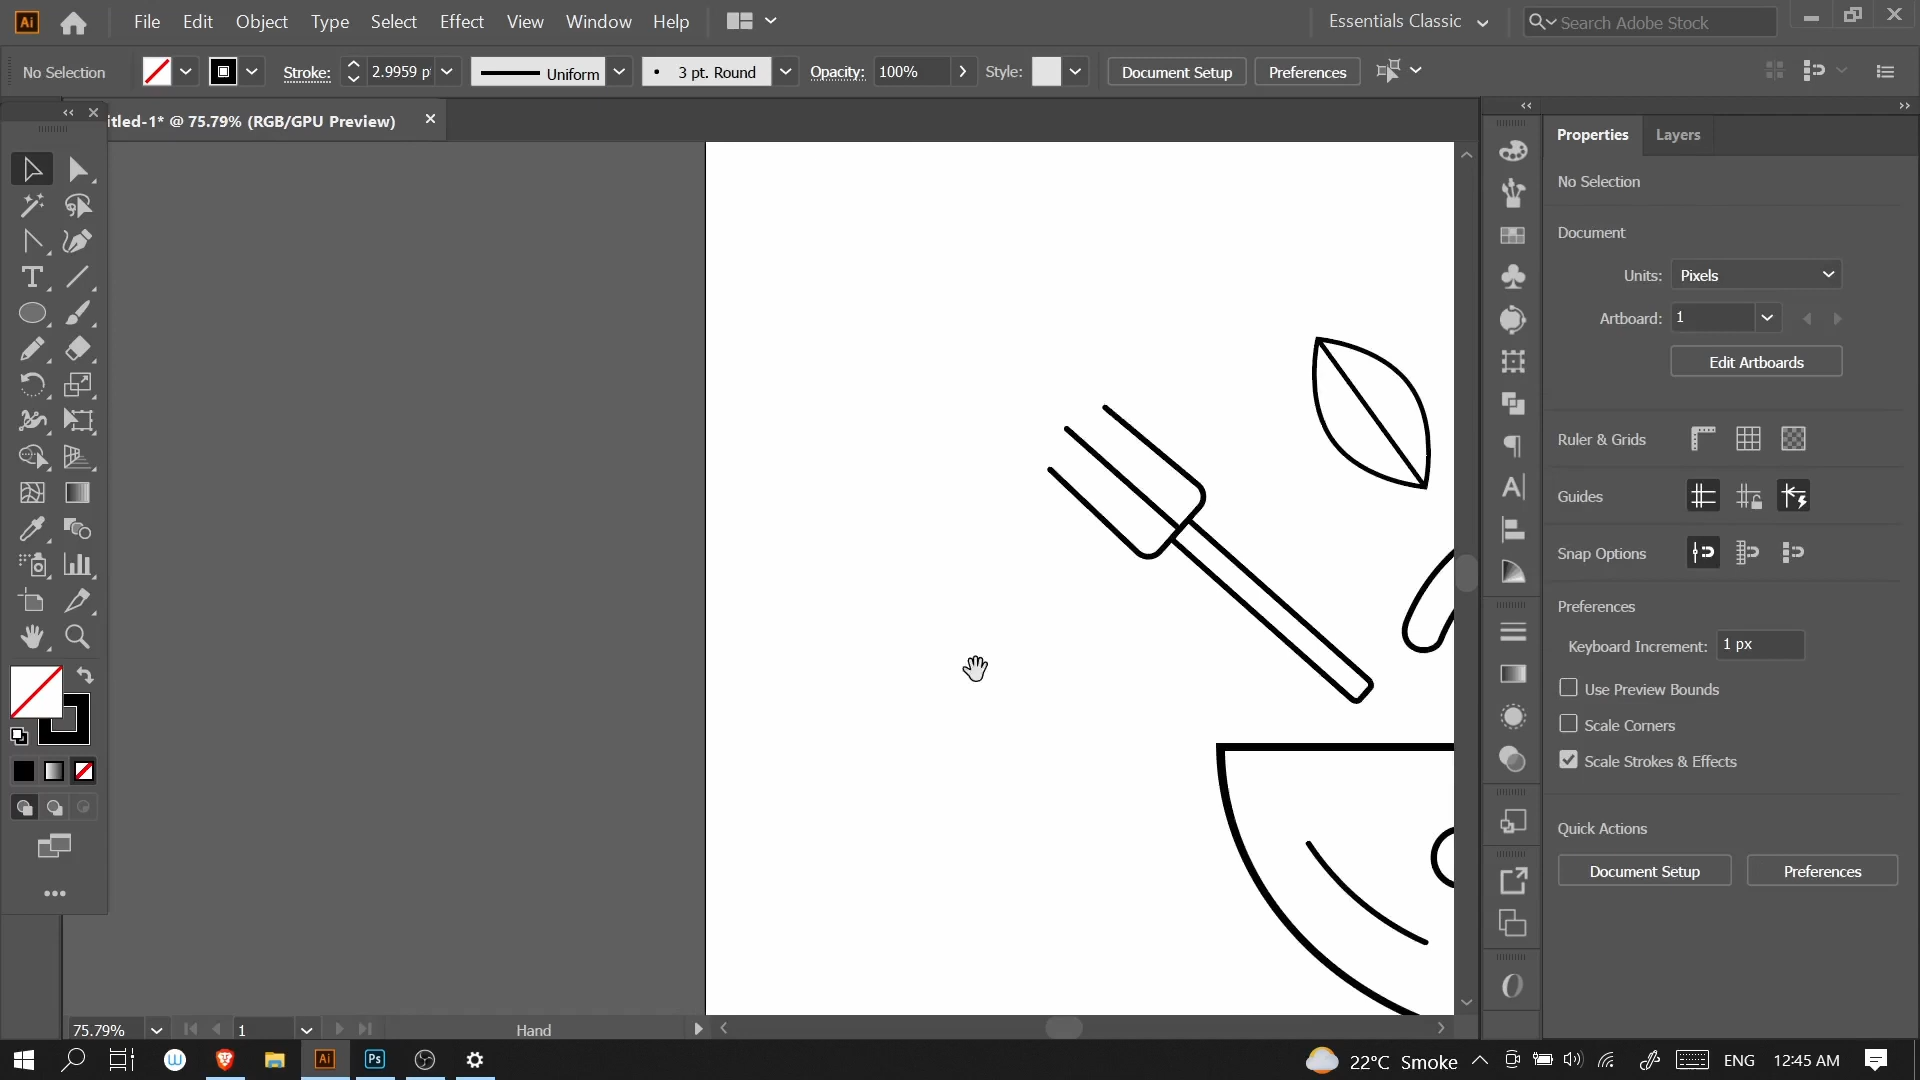 Ai File Edit Object Type Select Effect View Window Help Essentials Classic Search Adobe Stock
No Selection Stroke: 2.9959 p Uniform 3 pt. Round Opacity: 100% Style: Document Setup Preferences
itled-1* @ 75.79% (RGB/GPU Preview)
Properties Layers
No Selection
Document
Units: Pixels
Artboard: 1
Edit Artboards
Ruler & Grids
Guides
Snap Options
Preferences
Keyboard Increment: 1 px
Use Preview Bounds
Scale Corners
Scale Strokes & Effects
Quick Actions
Document Setup Preferences
75.79% 1 Hand
Ai Ps 22°C Smoke ENG 12:45 AM